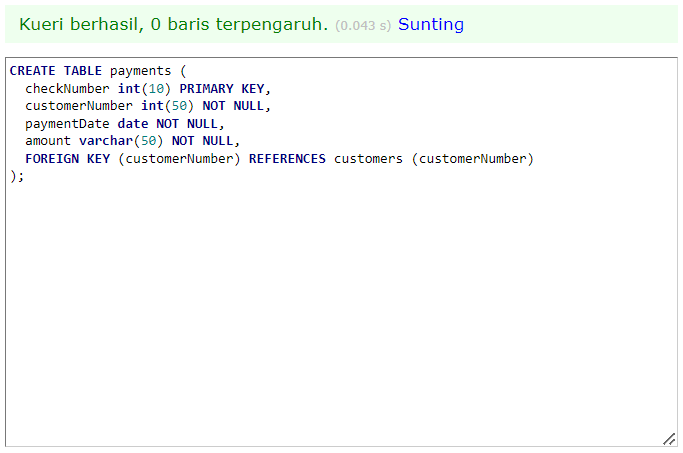 Kueri berhasil, 0 baris terpengaruh. (0.043 s) Sunting
CREATE TABLE payments (
  checkNumber int(10) PRIMARY KEY,
  customerNumber int(50) NOT NULL,
  paymentDate date NOT NULL,
  amount varchar(50) NOT NULL,
  FOREIGN KEY (customerNumber) REFERENCES customers (customerNumber)
);